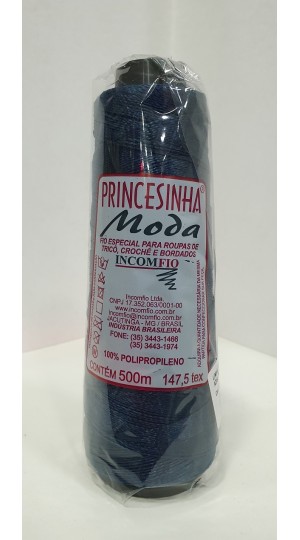 PRINCESINHA®
Moda
FIO ESPECIAL PARA ROUPAS DE
TRICÔ, CROCHÊ E BORDADOS
INCOMFIO
Incomfio Ltda.
CNPJ 17.352.063/0001-00
www.incomfio.com.br
incomfio@incomfio.com.br
JACUTINGA - MG / BRASIL
INDÚSTRIA BRASILEIRA
FONE: (35) 3443-1466
(35) 3443-1974
100% POLIPROPILENO
CONTÉM 500m 147,5 tex